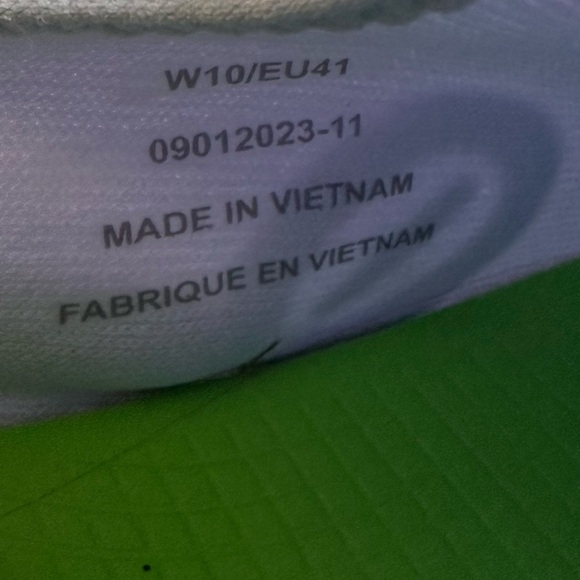 W10/EU41
09012023-11
MADE IN VIETNAM
FABRIQUE EN VIETNAM